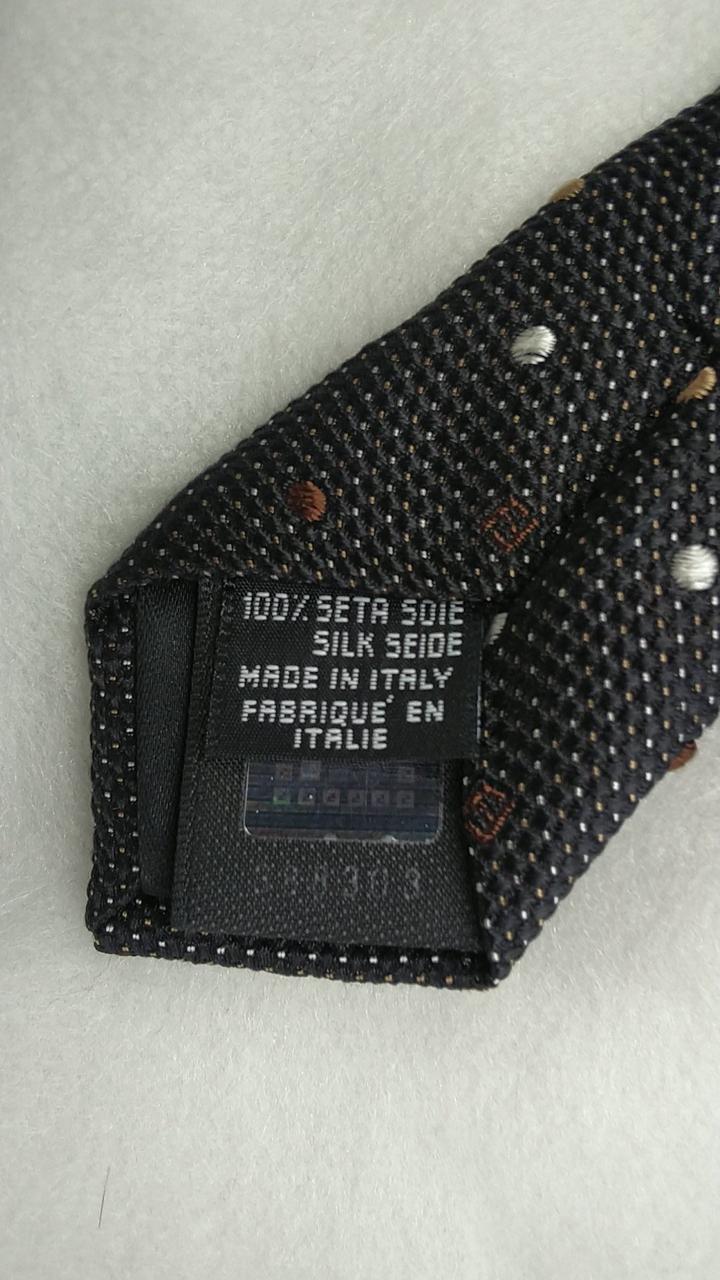 100% SETA SOIE
SILK SEIDE
MADE IN ITALY
FABRIQUE' EN
ITALIE